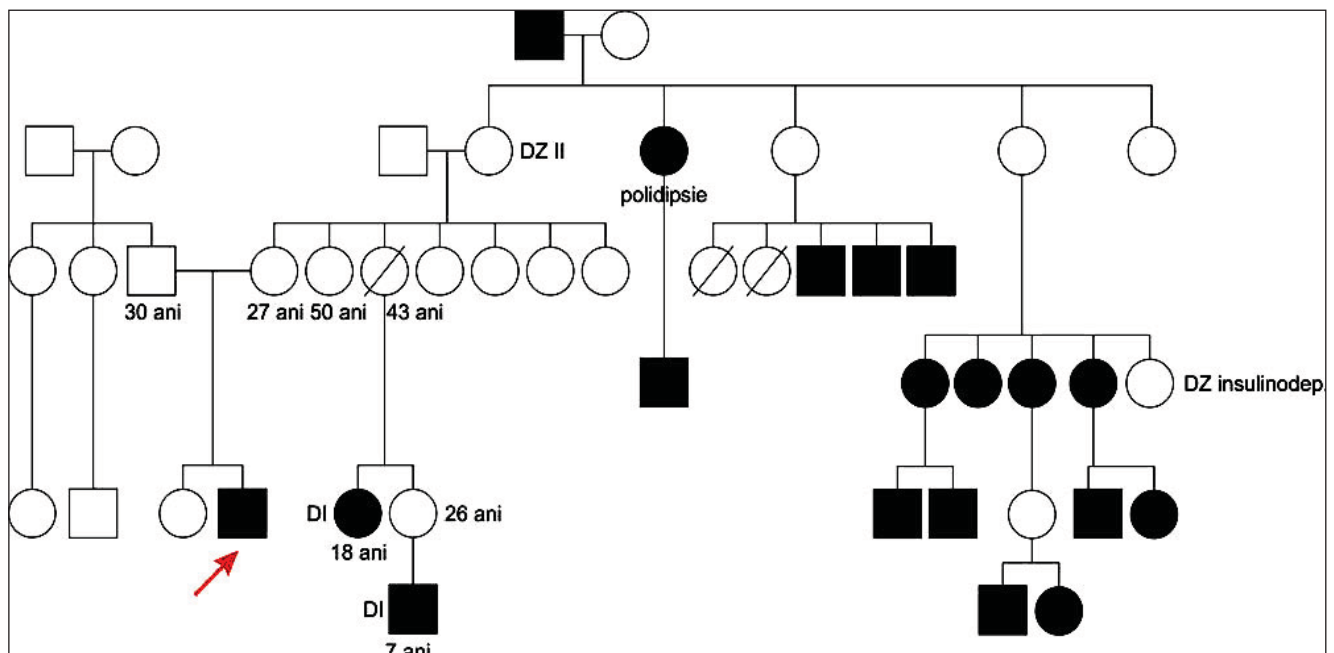 DZ II
polidipsie
30 ani
27 ani
50 ani
43 ani
DZ insulinodep.
DI
18 ani
26 ani
DI
7 ani